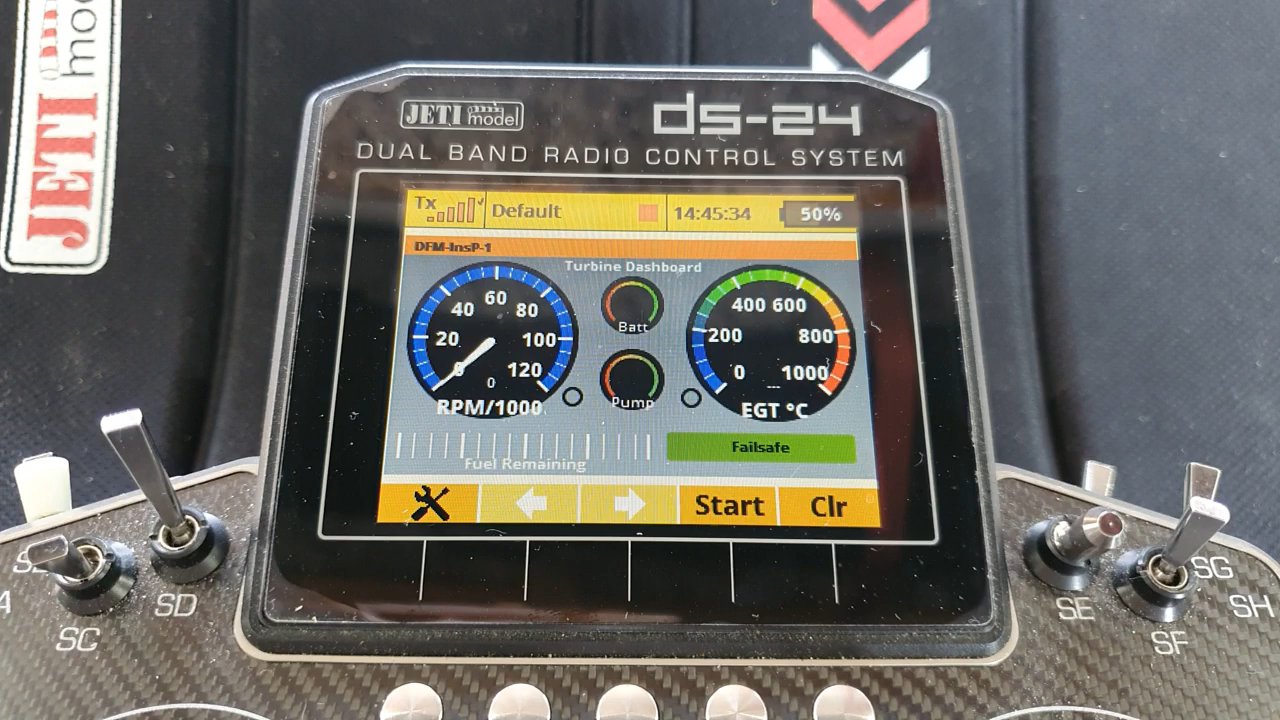 JETI model
JETI model
ds-24
DUAL BAND RADIO CONTROL SYSTEM
Tx Default 14:45:34 50%
DFM-InsP-1
Turbine Dashboard
0 20 40 60 80 100 120
0
RPM/1000
Batt
Pump
0 200 400 600 800 1000
---
EGT °C
Fuel Remaining
Failsafe
Start Clr
SC
SD
SE
SF
SG
SH